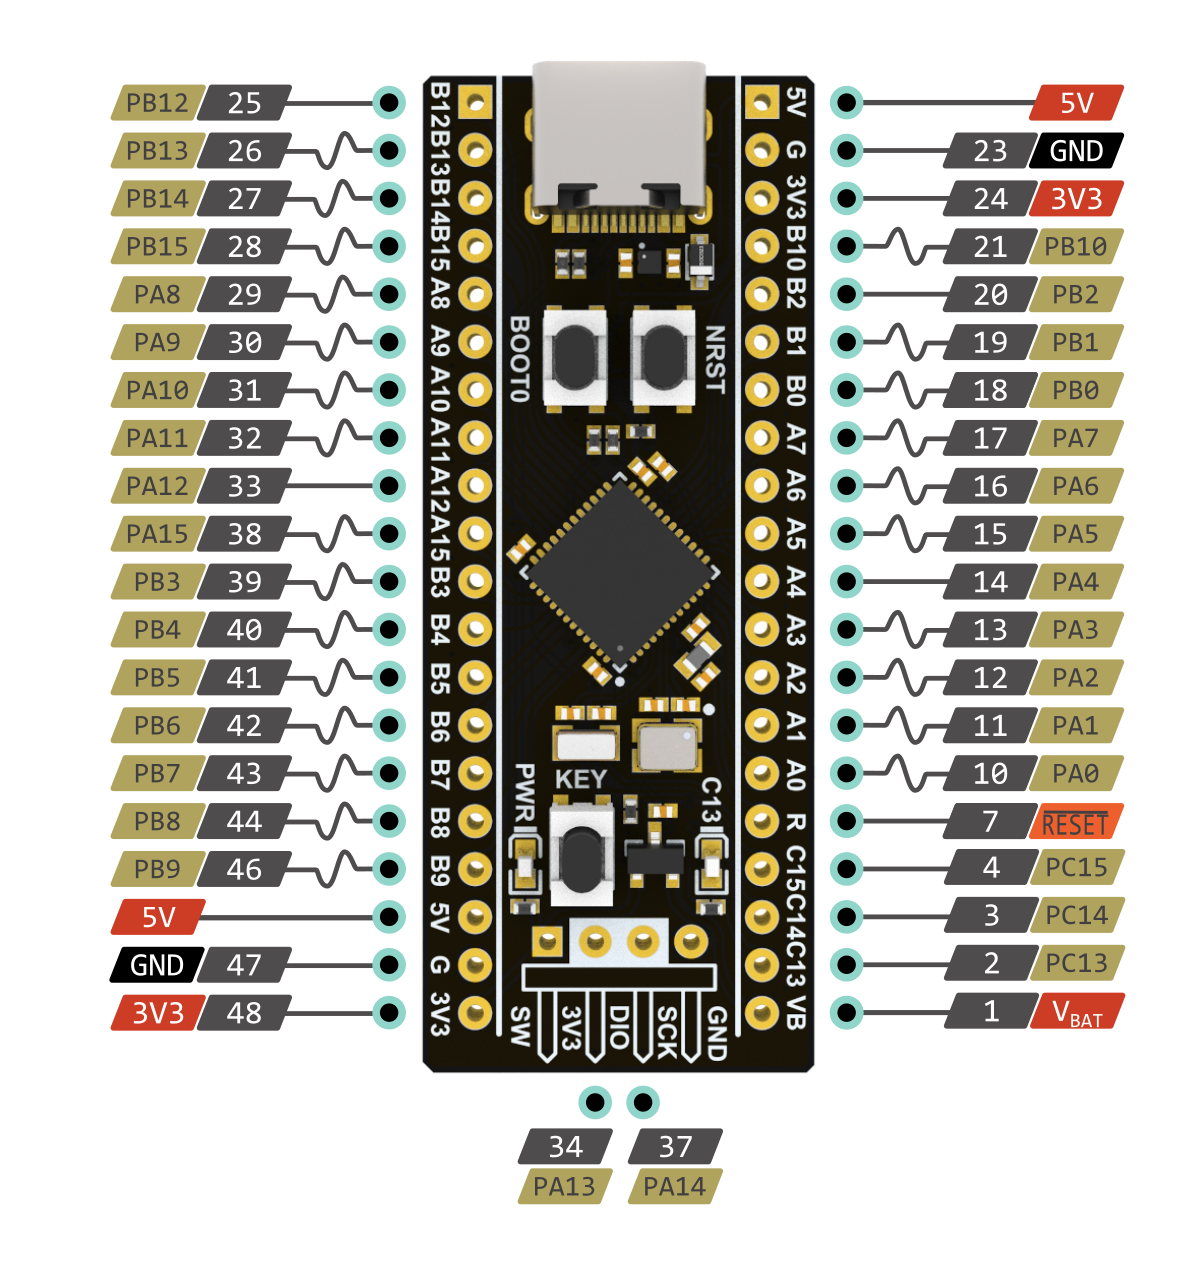 PB12 25 B12 5V 5V
PB13 26 B13 G 23 GND
PB14 27 B14 3V3 24 3V3
PB15 28 B15 B10 21 PB10
PA8 29 A8 B2 20 PB2
PA9 30 A9 BOOT0 NRST B1 19 PB1
PA10 31 A10 B0 18 PB0
PA11 32 A11 A7 17 PA7
PA12 33 A12 A6 16 PA6
PA15 38 A15 A5 15 PA5
PB3 39 B3 A4 14 PA4
PB4 40 B4 A3 13 PA3
PB5 41 B5 A2 12 PA2
PB6 42 B6 A1 11 PA1
PB7 43 B7 PWR KEY C13 A0 10 PA0
PB8 44 B8 R 7 RESET
PB9 46 B9 C15 4 PC15
5V 5V C14 3 PC14
GND 47 G C13 2 PC13
3V3 48 3V3 SW 3V3 DIO SCK GND VB 1 VBAT
34 37
PA13 PA14